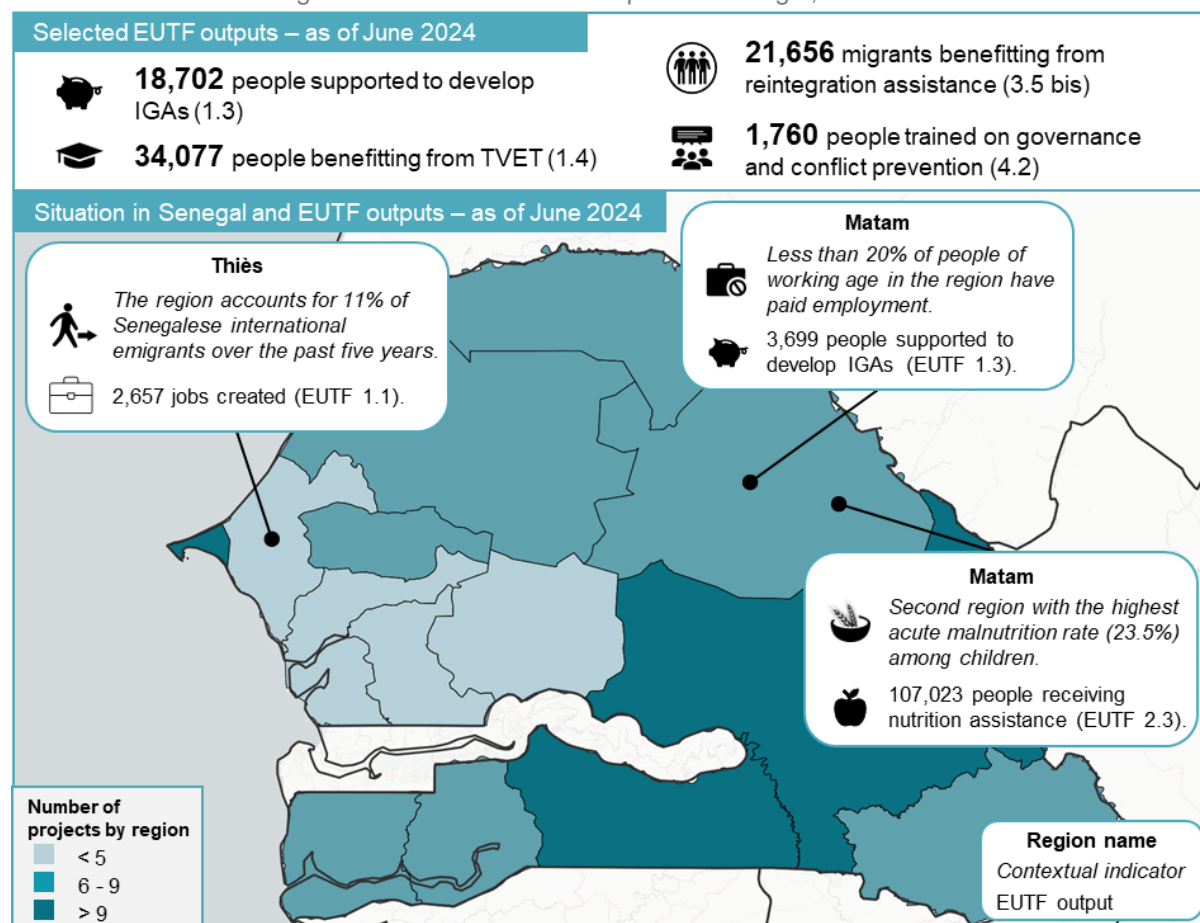 Selected EUTF outputs – as of June 2024
18,702 people supported to develop
IGAs (1.3)
34,077 people benefitting from TVET (1.4)
21,656 migrants benefitting from
reintegration assistance (3.5 bis)
1,760 people trained on governance
and conflict prevention (4.2)
Situation in Senegal and EUTF outputs – as of June 2024
Thiès
The region accounts for 11% of
Senegalese international
emigrants over the past five years.
2,657 jobs created (EUTF 1.1).
Matam
Less than 20% of people of
working age in the region have
paid employment.
3,699 people supported to
develop IGAs (EUTF 1.3).
Matam
Second region with the highest
acute malnutrition rate (23.5%)
among children.
107,023 people receiving
nutrition assistance (EUTF 2.3).
Number of
projects by region
< 5
6 - 9
> 9
Region name
Contextual indicator
EUTF output